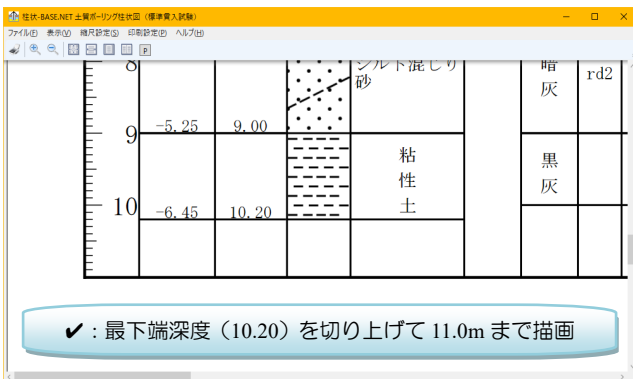 柱状-BASE.NET 土質ボーリング柱状図（標準貫入試験）
ファイル(F) 表示(V) 縮尺設定(S) 印刷設定(P) ヘルプ(H)
P
8 シルト混じり 砂 暗 灰 rd2
9 -5.25 9.00
粘 性 土 黒 灰
10 -6.45 10.20
✔：最下端深度（10.20）を切り上げて 11.0m まで描画